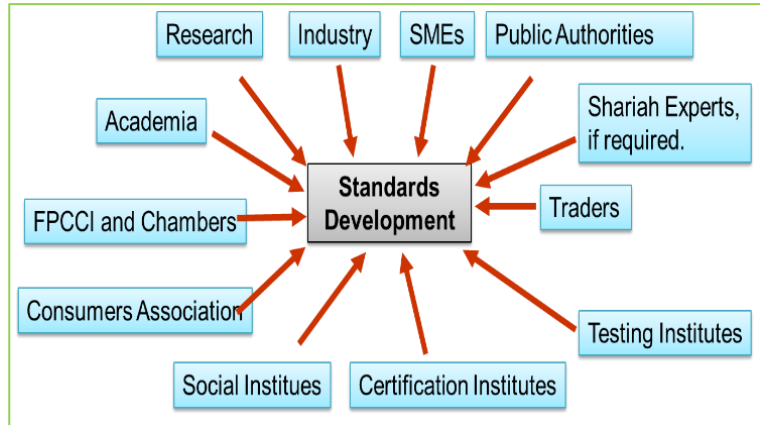 Research
Industry
SMEs
Public Authorities
Academia
Shariah Experts,
if required.
Standards
Development
FPCCI and Chambers
Traders
Consumers Association
Testing Institutes
Social Institues
Certification Institutes